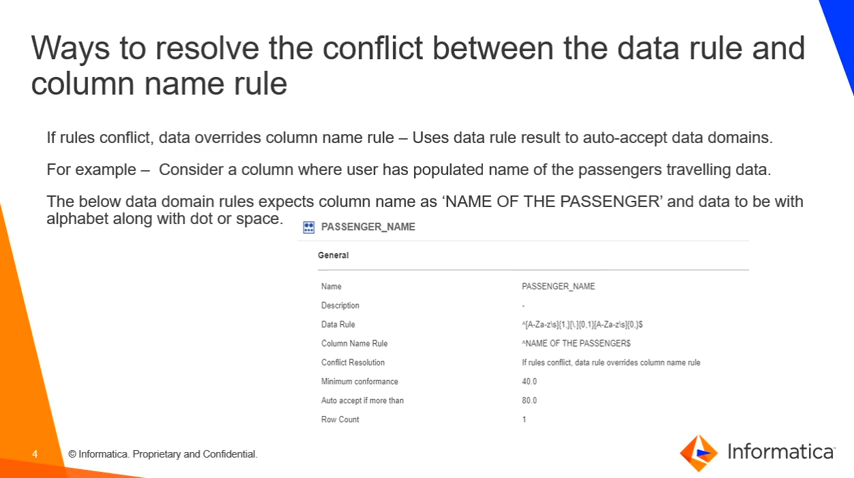 Ways to resolve the conflict between the data rule and
column name rule
If rules conflict, data overrides column name rule – Uses data rule result to auto-accept data domains.
For example – Consider a column where user has populated name of the passengers travelling data.
The below data domain rules expects column name as ‘NAME OF THE PASSENGER’ and data to be with
alphabet along with dot or space.
PASSENGER_NAME
General
Name PASSENGER_NAME
Description -
Data Rule ^[A-Za-z\s]{1,}[\.]{0,1}[A-Za-z\s]{0,}$
Column Name Rule ^NAME OF THE PASSENGER$
Conflict Resolution If rules conflict, data rule overrides column name rule
Minimum conformance 40.0
Auto accept if more than 80.0
Row Count 1
4 © Informatica. Proprietary and Confidential.
Informatica